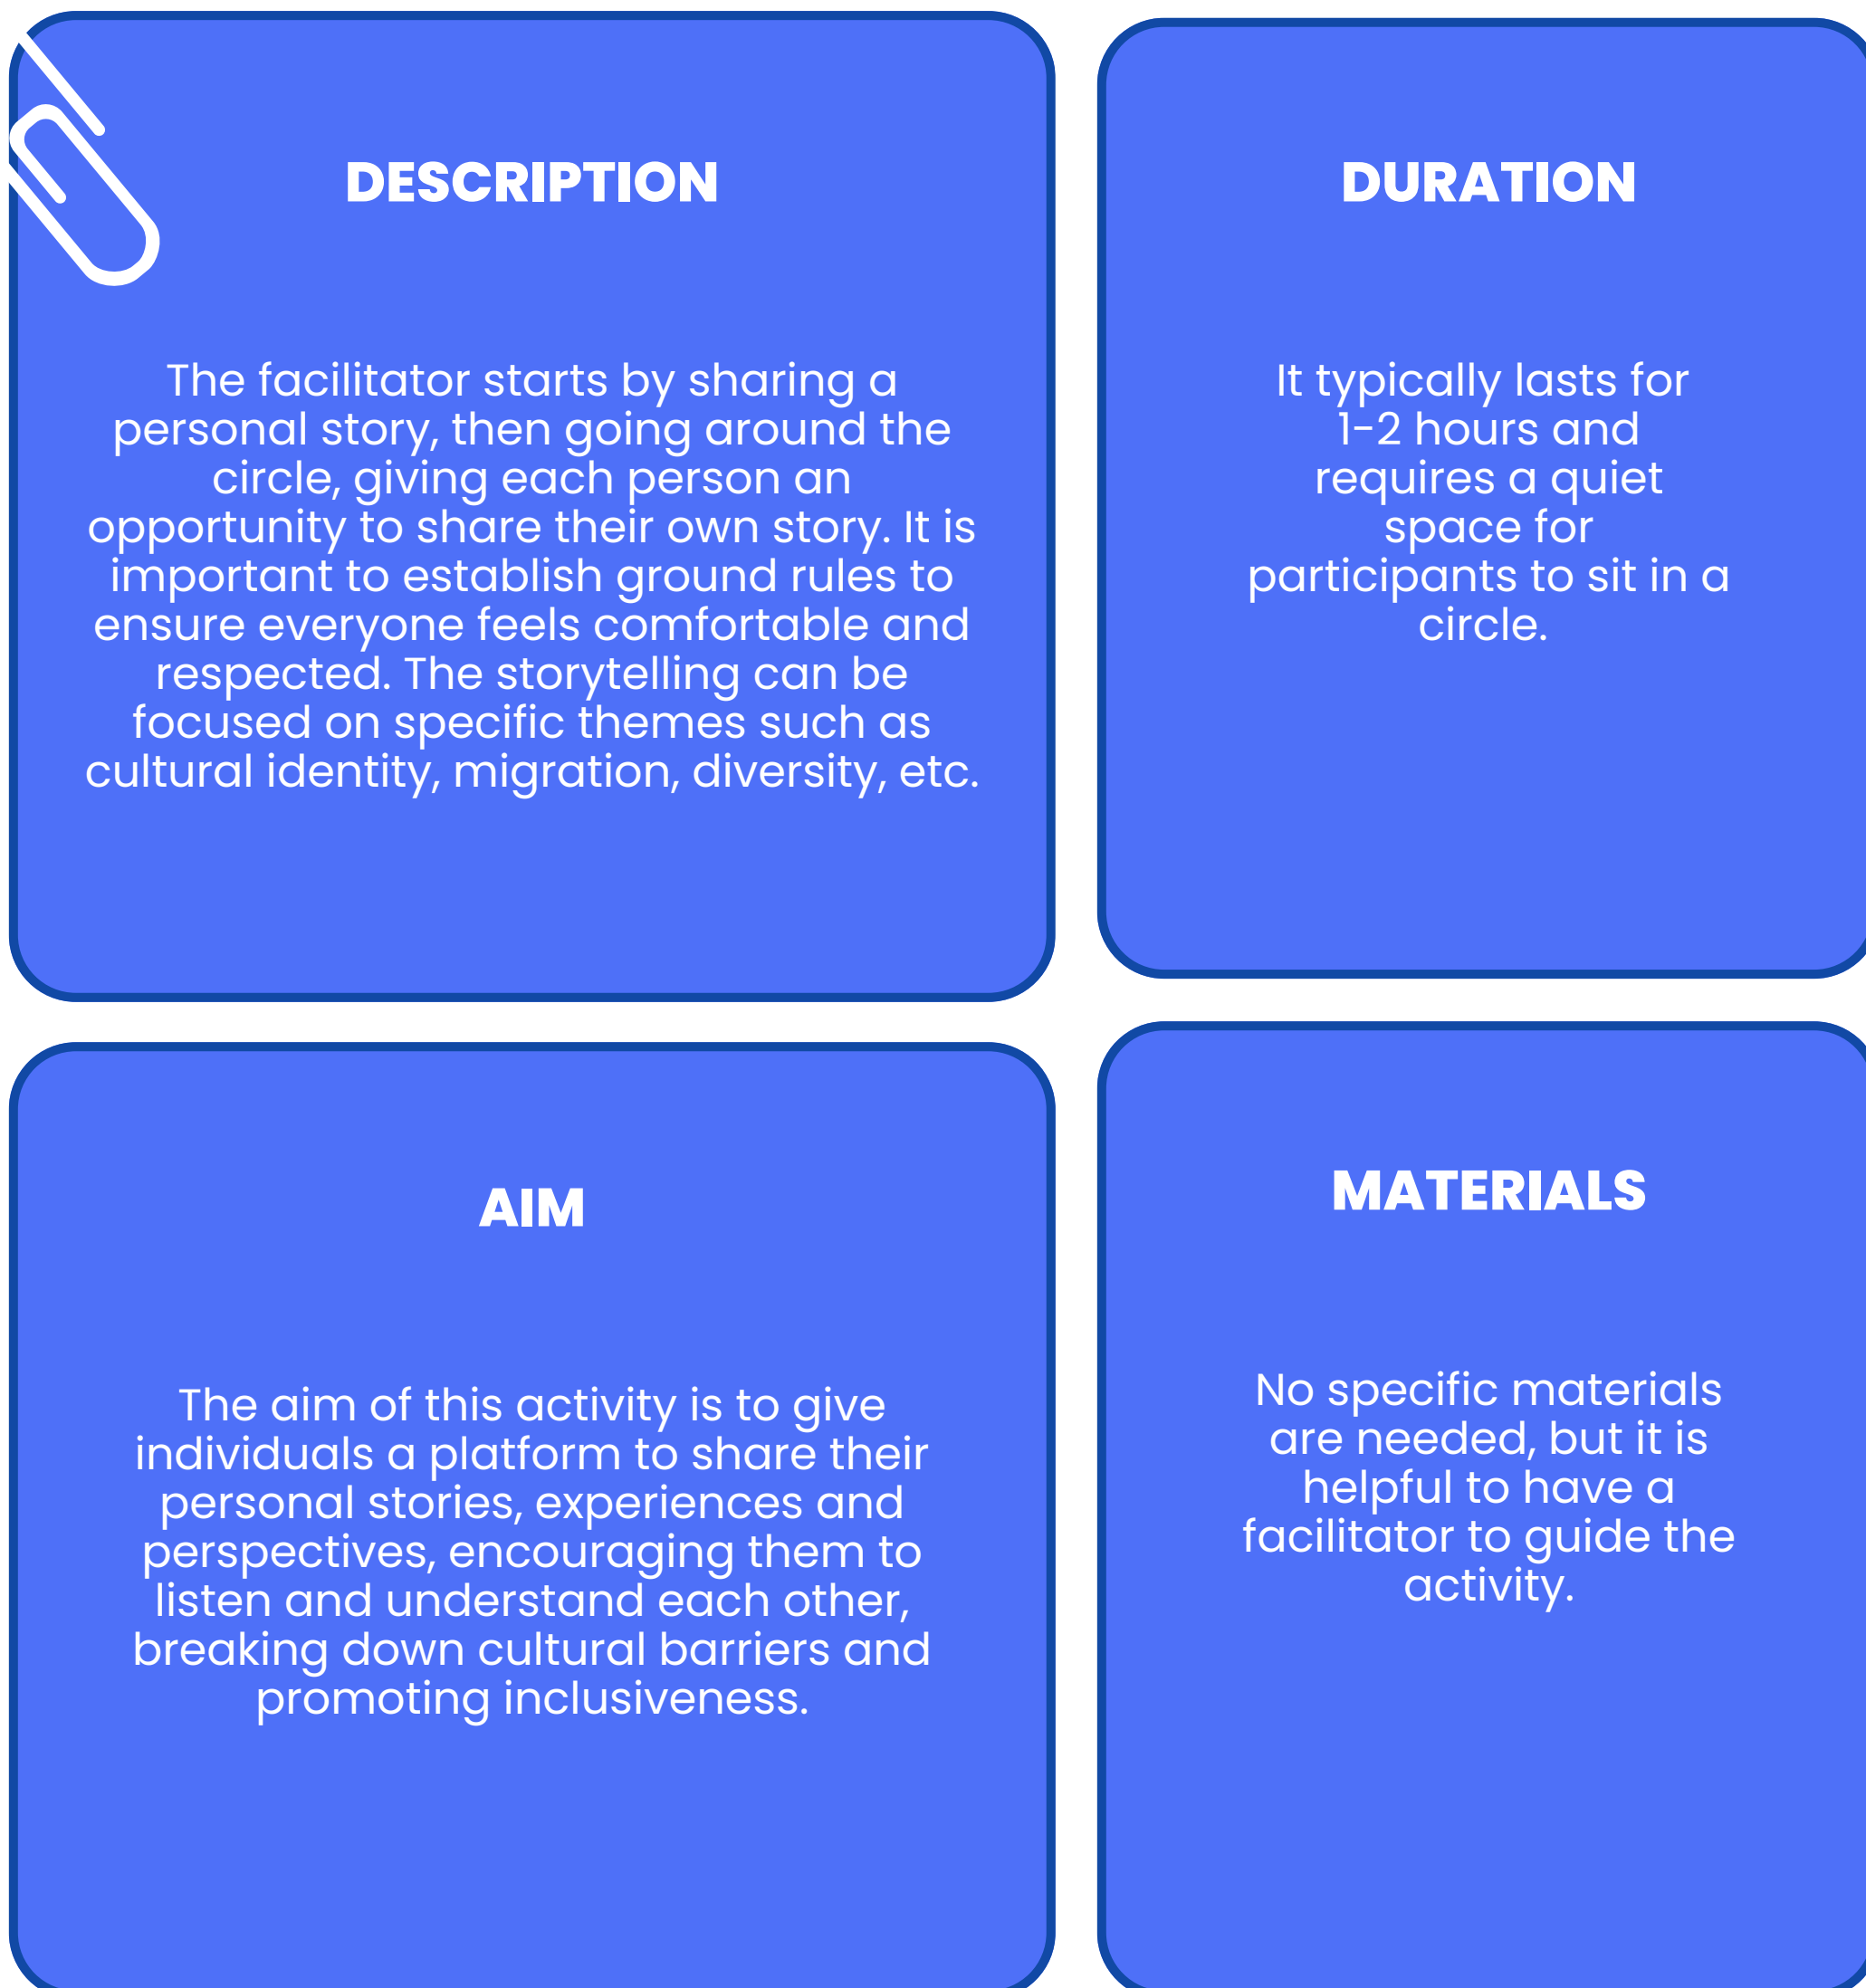 DESCRIPTION
The facilitator starts by sharing a
personal story, then going around the
circle, giving each person an
opportunity to share their own story. It is
important to establish ground rules to
ensure everyone feels comfortable and
respected. The storytelling can be
focused on specific themes such as
cultural identity, migration, diversity, etc.
DURATION
It typically lasts for
1-2 hours and
requires a quiet
space for
participants to sit in a
circle.
AIM
The aim of this activity is to give
individuals a platform to share their
personal stories, experiences and
perspectives, encouraging them to
listen and understand each other,
breaking down cultural barriers and
promoting inclusiveness.
MATERIALS
No specific materials
are needed, but it is
helpful to have a
facilitator to guide the
activity.